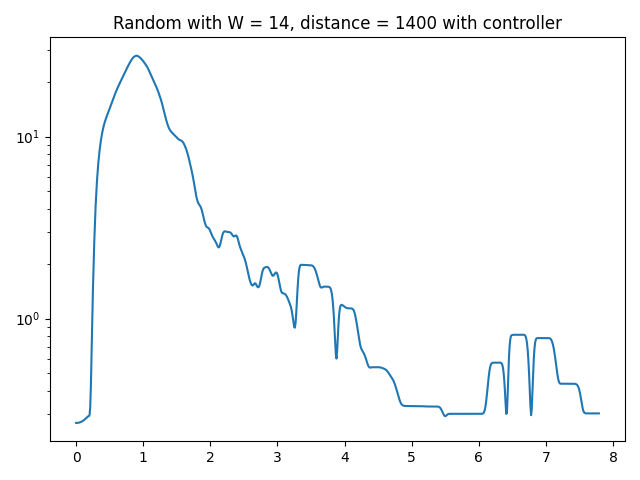 Random with W = 14, distance = 1400 with controller
10¹
10⁰
0 1 2 3 4 5 6 7 8